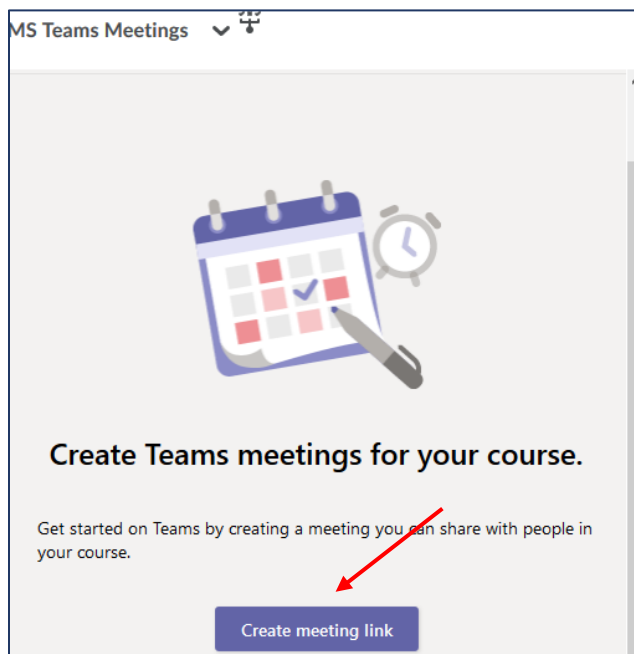 MS Teams Meetings
Create Teams meetings for your course.
Get started on Teams by creating a meeting you can share with people in
your course.
Create meeting link